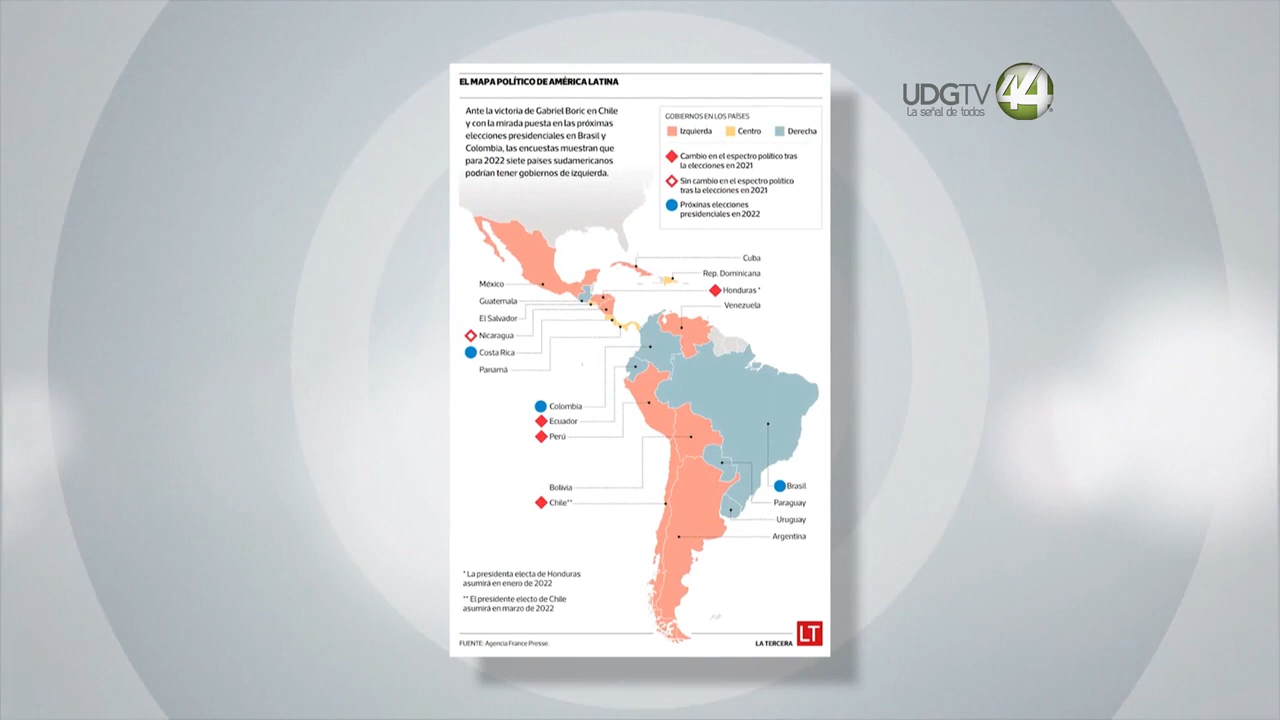 EL MAPA POLÍTICO DE AMÉRICA LATINA
Ante la victoria de Gabriel Boric en Chile
y con la mirada puesta en las próximas
elecciones presidenciales en Brasil y
Colombia, las encuestas muestran que
para 2022 siete países sudamericanos
podrían tener gobiernos de izquierda.
GOBIERNOS EN LOS PAÍSES
Izquierda Centro Derecha
Cambio en el espectro político tras
la elecciones en 2021
Sin cambio en el espectro político
tras la elecciones en 2021
Próxinas elecciones
presidenciales en 2022
UDGTV 44
La señal de todos
Cuba
Rep. Dominicana
Honduras *
Venezuela
México
Guatemala
El Salvador
Nicaragua
Costa Rica
Panamá
Colombia
Ecuador
Perú
Bolivia
Chile**
Brasil
Paraguay
Uruguay
Argentina
* La presidenta electa de Honduras
asumirá en enero de 2022
** El presidente electo de Chile
asumirá en marzo de 2022
FUENTE: Agencia France Presse.
LA TERCERA
LT